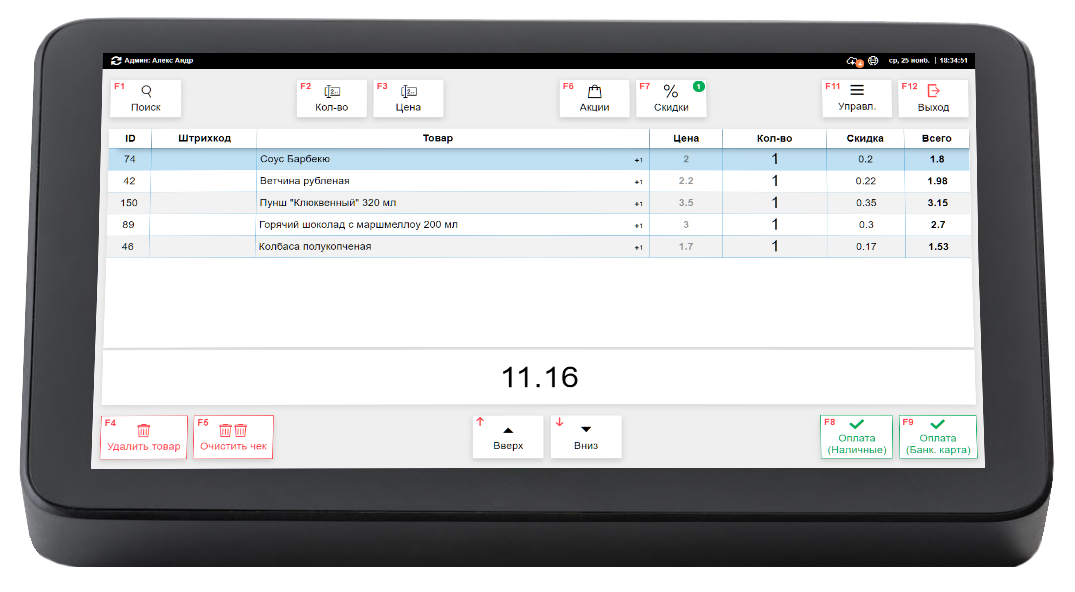 Админ: Алекс Андр
4
ср, 25 нояб. | 18:34:51
F1 Поиск
F2 Кол-во
F3 Цена
F6 Акции
F7 Скидки 1
F11 Управл.
F12 Выход
ID Штрихкод Товар Цена Кол-во Скидка Всего
74 Соус Барбекю +1 2 1 0.2 1.8
42 Ветчина рубленая +1 2.2 1 0.22 1.98
150 Пунш "Клюквенный" 320 мл +1 3.5 1 0.35 3.15
89 Горячий шоколад с маршмеллоу 200 мл +1 3 1 0.3 2.7
46 Колбаса полукопченая +1 1.7 1 0.17 1.53
11.16
F4 Удалить товар
F5 Очистить чек
Вверх
Вниз
F8 Оплата
(Наличные)
F9 Оплата
(Банк. карта)